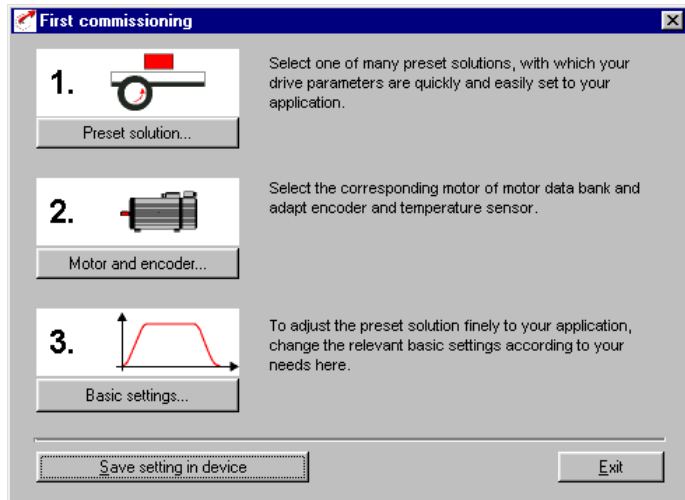 First commissioning
1.
Preset solution...
Select one of many preset solutions, with which your
drive parameters are quickly and easily set to your
application.
2.
Motor and encoder...
Select the corresponding motor of motor data bank and
adapt encoder and temperature sensor.
3.
Basic settings...
To adjust the preset solution finely to your application,
change the relevant basic settings according to your
needs here.
Save setting in device
Exit